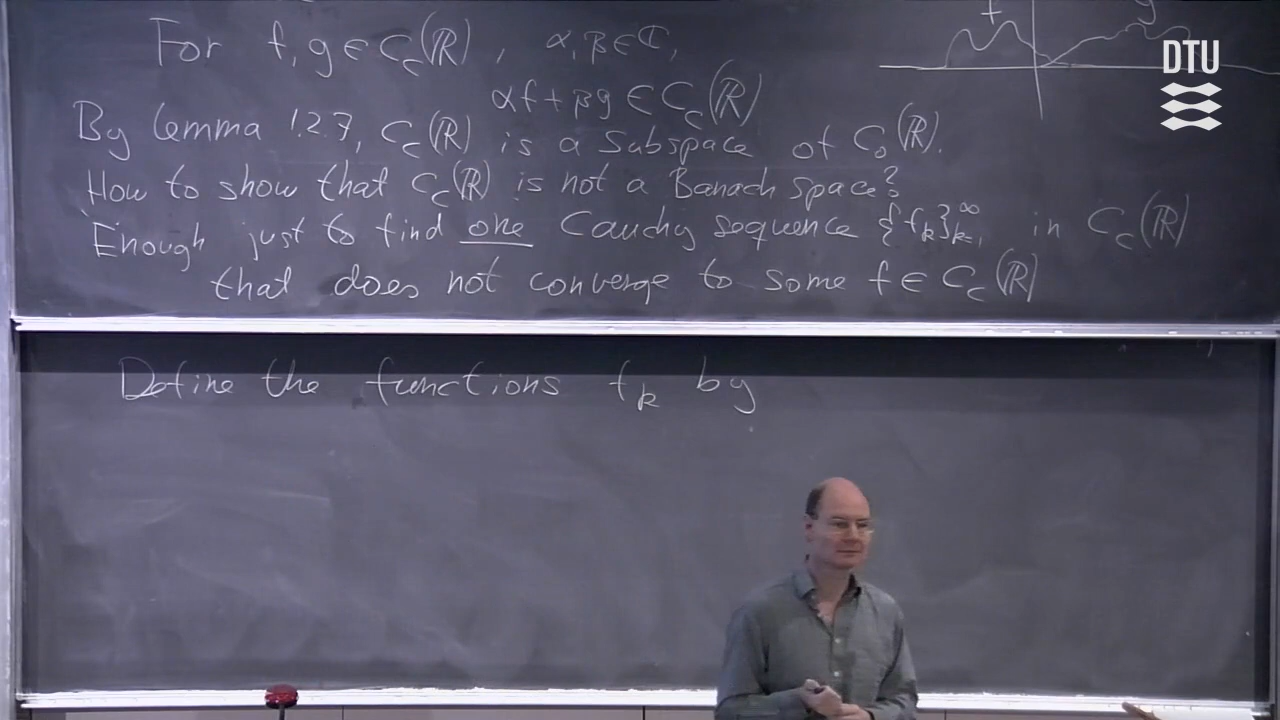 For f, g ∈ C_c(ℝ), α, β ∈ ℂ,
αf + βg ∈ C_c(ℝ)
By Lemma 1.2.7, C_c(ℝ) is a subspace of C_0(ℝ).
How to show that C_c(ℝ) is not a Banach space?
Enough just to find one Cauchy sequence {f_k}_{k=1}^∞ in C_c(ℝ)
that does not converge to some f ∈ C_c(ℝ)
Define the functions f_k by
f
g
DTU